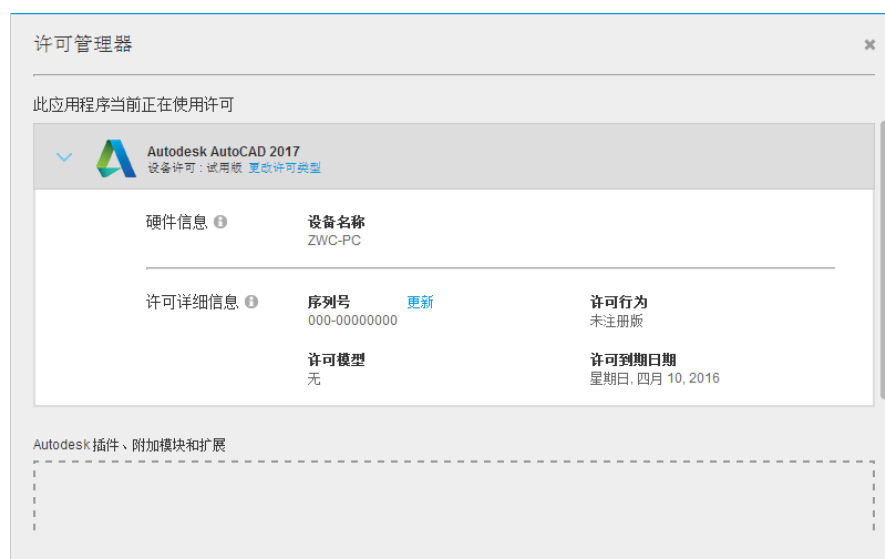 许可管理器
此应用程序当前正在使用许可
Autodesk AutoCAD 2017
设备许可 : 试用版 更改许可类型
硬件信息 设备名称
ZWC-PC
许可详细信息 序列号 更新 许可行为
000-00000000 未注册版
许可模型 许可到期日期
无 星期日, 四月 10, 2016
Autodesk 插件、附加模块和扩展